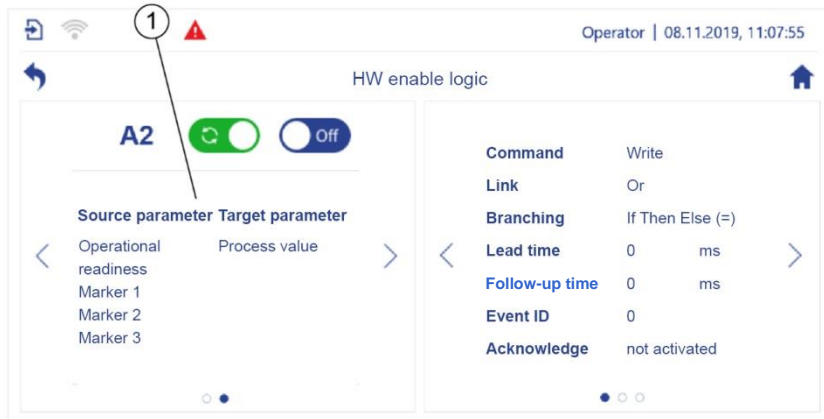 1
Operator | 08.11.2019, 11:07:55
HW enable logic
A2
Off
Source parameter Target parameter
Operational Process value
readiness
Marker 1
Marker 2
Marker 3
Command Write
Link Or
Branching If Then Else (=)
Lead time 0 ms
Follow-up time 0 ms
Event ID 0
Acknowledge not activated